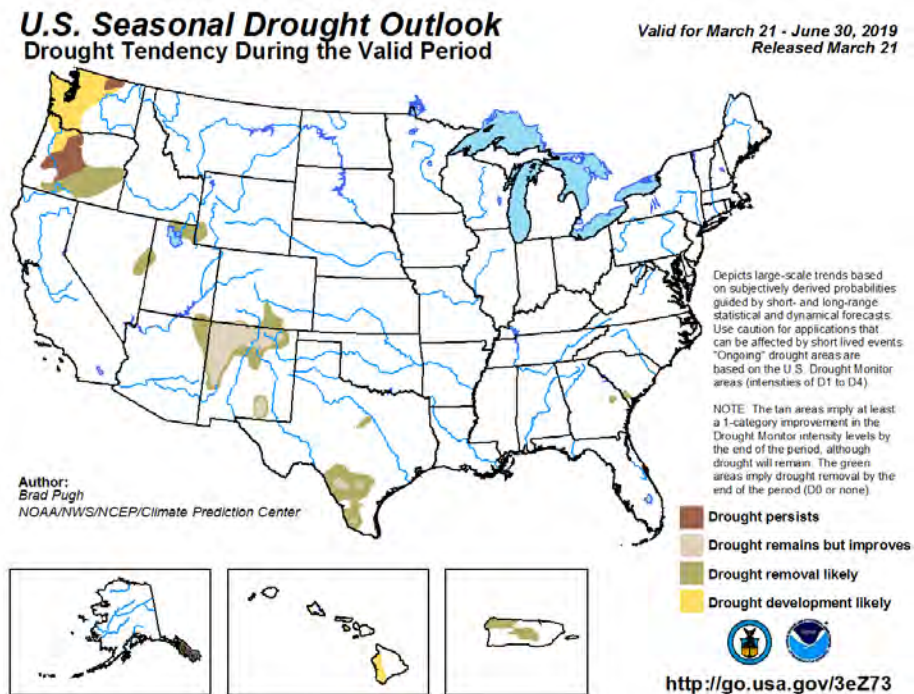 U.S. Seasonal Drought Outlook
Drought Tendency During the Valid Period
Valid for March 21 - June 30, 2019
Released March 21
Depicts large-scale trends based
on subjectively derived probabilities
guided by short- and long-range
statistical and dynamical forecasts.
Use caution for applications that
can be affected by short lived events.
"Ongoing" drought areas are
based on the U.S. Drought Monitor
areas (intensities of D1 to D4).
NOTE: The tan areas imply at least
a 1-category improvement in the
Drought Monitor intensity levels by
the end of the period, although
drought will remain. The green
areas imply drought removal by the
end of the period (D0 or none).
Author:
Brad Pugh
NOAA/NWS/NCEP/Climate Prediction Center
Drought persists
Drought remains but improves
Drought removal likely
Drought development likely
http://go.usa.gov/3eZ73